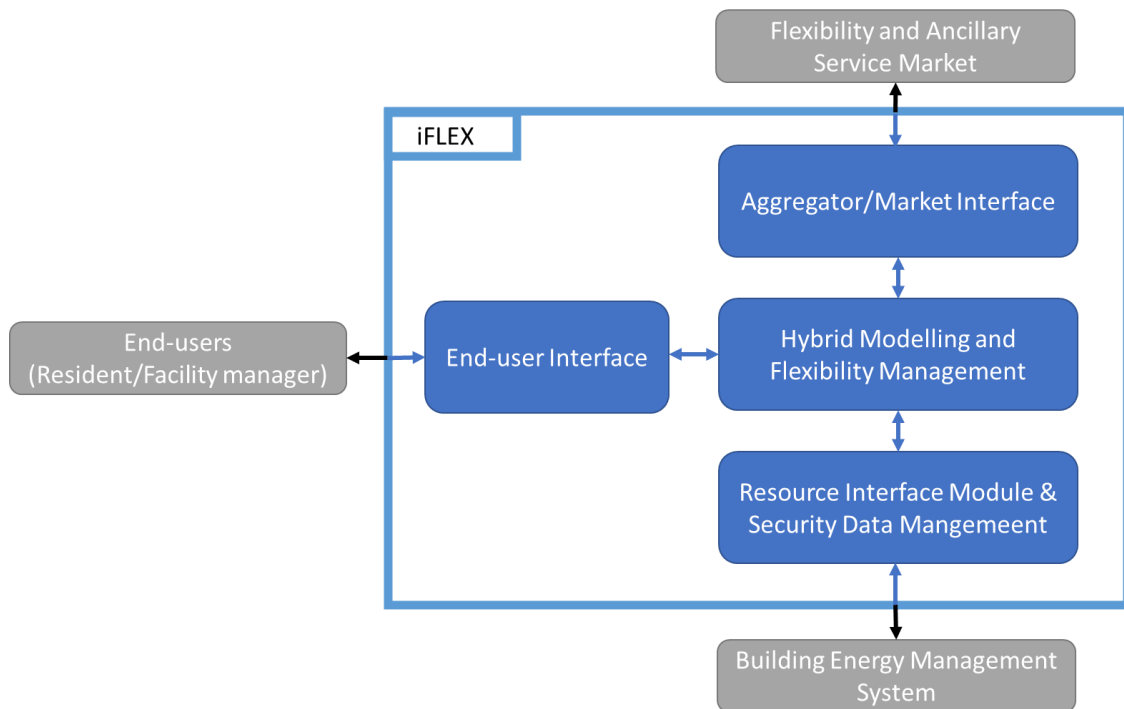 Flexibility and Ancillary
Service Market
iFLEX
Aggregator/Market Interface
End-users
(Resident/Facility manager)
End-user Interface
Hybrid Modelling and
Flexibility Management
Resource Interface Module &
Security Data Mangemeent
Building Energy Management
System